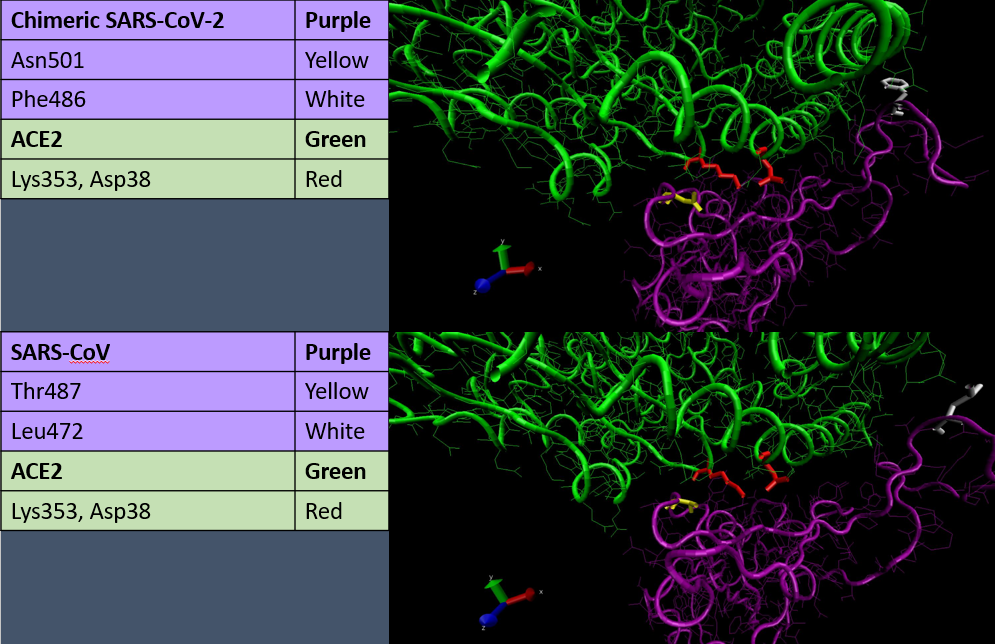 Chimeric SARS-CoV-2 Purple
Asn501 Yellow
Phe486 White
ACE2 Green
Lys353, Asp38 Red
y
x
z
SARS-CoV Purple
Thr487 Yellow
Leu472 White
ACE2 Green
Lys353, Asp38 Red
y
x
z